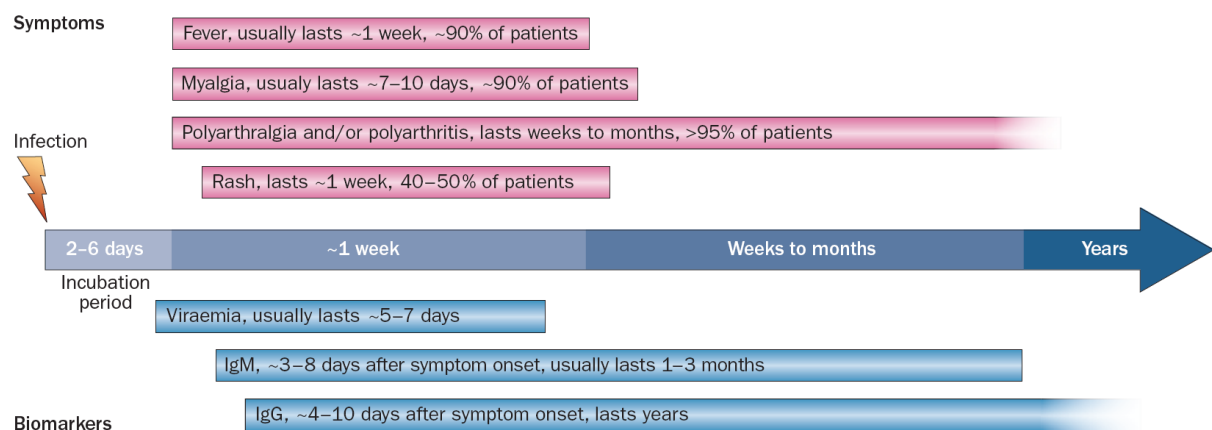 Symptoms
Fever, usually lasts ~1 week, ~90% of patients
Myalgia, usualy lasts ~7–10 days, ~90% of patients
Polyarthralgia and/or polyarthritis, lasts weeks to months, >95% of patients
Infection
Rash, lasts ~1 week, 40–50% of patients
2–6 days
~1 week
Weeks to months
Years
Incubation
period
Viraemia, usually lasts ~5–7 days
IgM, ~3–8 days after symptom onset, usually lasts 1–3 months
IgG, ~4–10 days after symptom onset, lasts years
Biomarkers